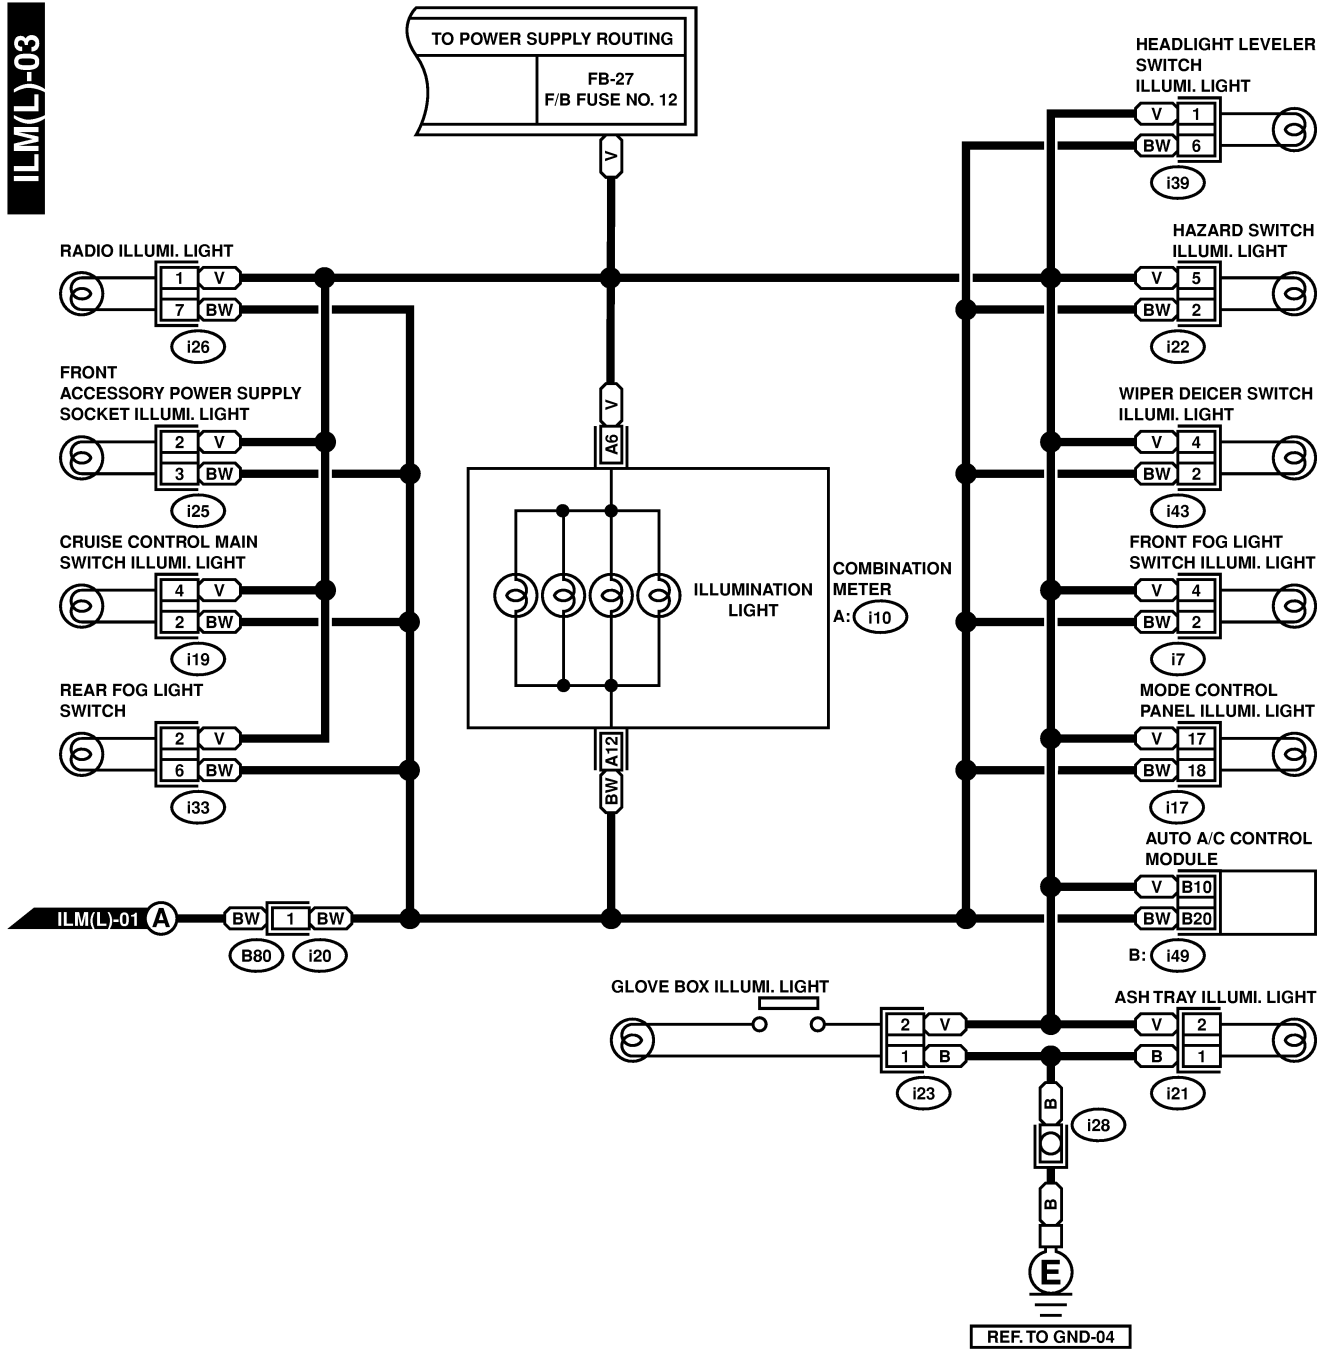 ILM(L)-03
TO POWER SUPPLY ROUTING
FB-27
F/B FUSE NO. 12
V
HEADLIGHT LEVELER
SWITCH
ILLUMI. LIGHT
V 1
BW 6
i39
RADIO ILLUMI. LIGHT
1 V
7 BW
i26
HAZARD SWITCH
ILLUMI. LIGHT
V 5
BW 2
i22
FRONT
ACCESSORY POWER SUPPLY
SOCKET ILLUMI. LIGHT
2 V
3 BW
i25
V
A6
WIPER DEICER SWITCH
ILLUMI. LIGHT
V 4
BW 2
i43
CRUISE CONTROL MAIN
SWITCH ILLUMI. LIGHT
4 V
2 BW
i19
ILLUMINATION
LIGHT
COMBINATION
METER
A: i10
FRONT FOG LIGHT
SWITCH ILLUMI. LIGHT
V 4
BW 2
i7
REAR FOG LIGHT
SWITCH
2 V
6 BW
i33
A12
BW
MODE CONTROL
PANEL ILLUMI. LIGHT
V 17
BW 18
i17
AUTO A/C CONTROL
MODULE
V B10
BW B20
B: i49
ILM(L)-01 A BW 1 BW
B80 i20
GLOVE BOX ILLUMI. LIGHT
2 V
1 B
i23
ASH TRAY ILLUMI. LIGHT
V 2
B 1
i21
B
i28
B
E
REF. TO GND-04